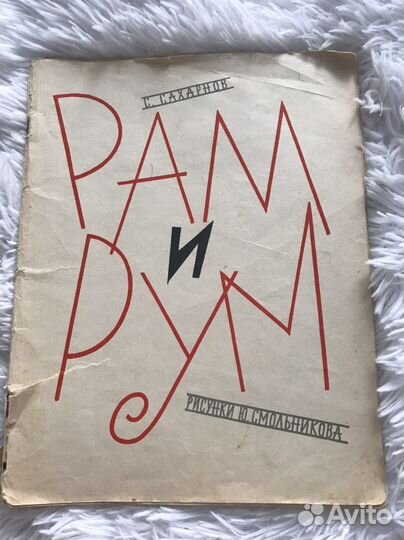 С. САХАРНОВ
РАМ
И
РУМ
РИСУНКИ Ю. СМОЛЬНИКОВА
Avito